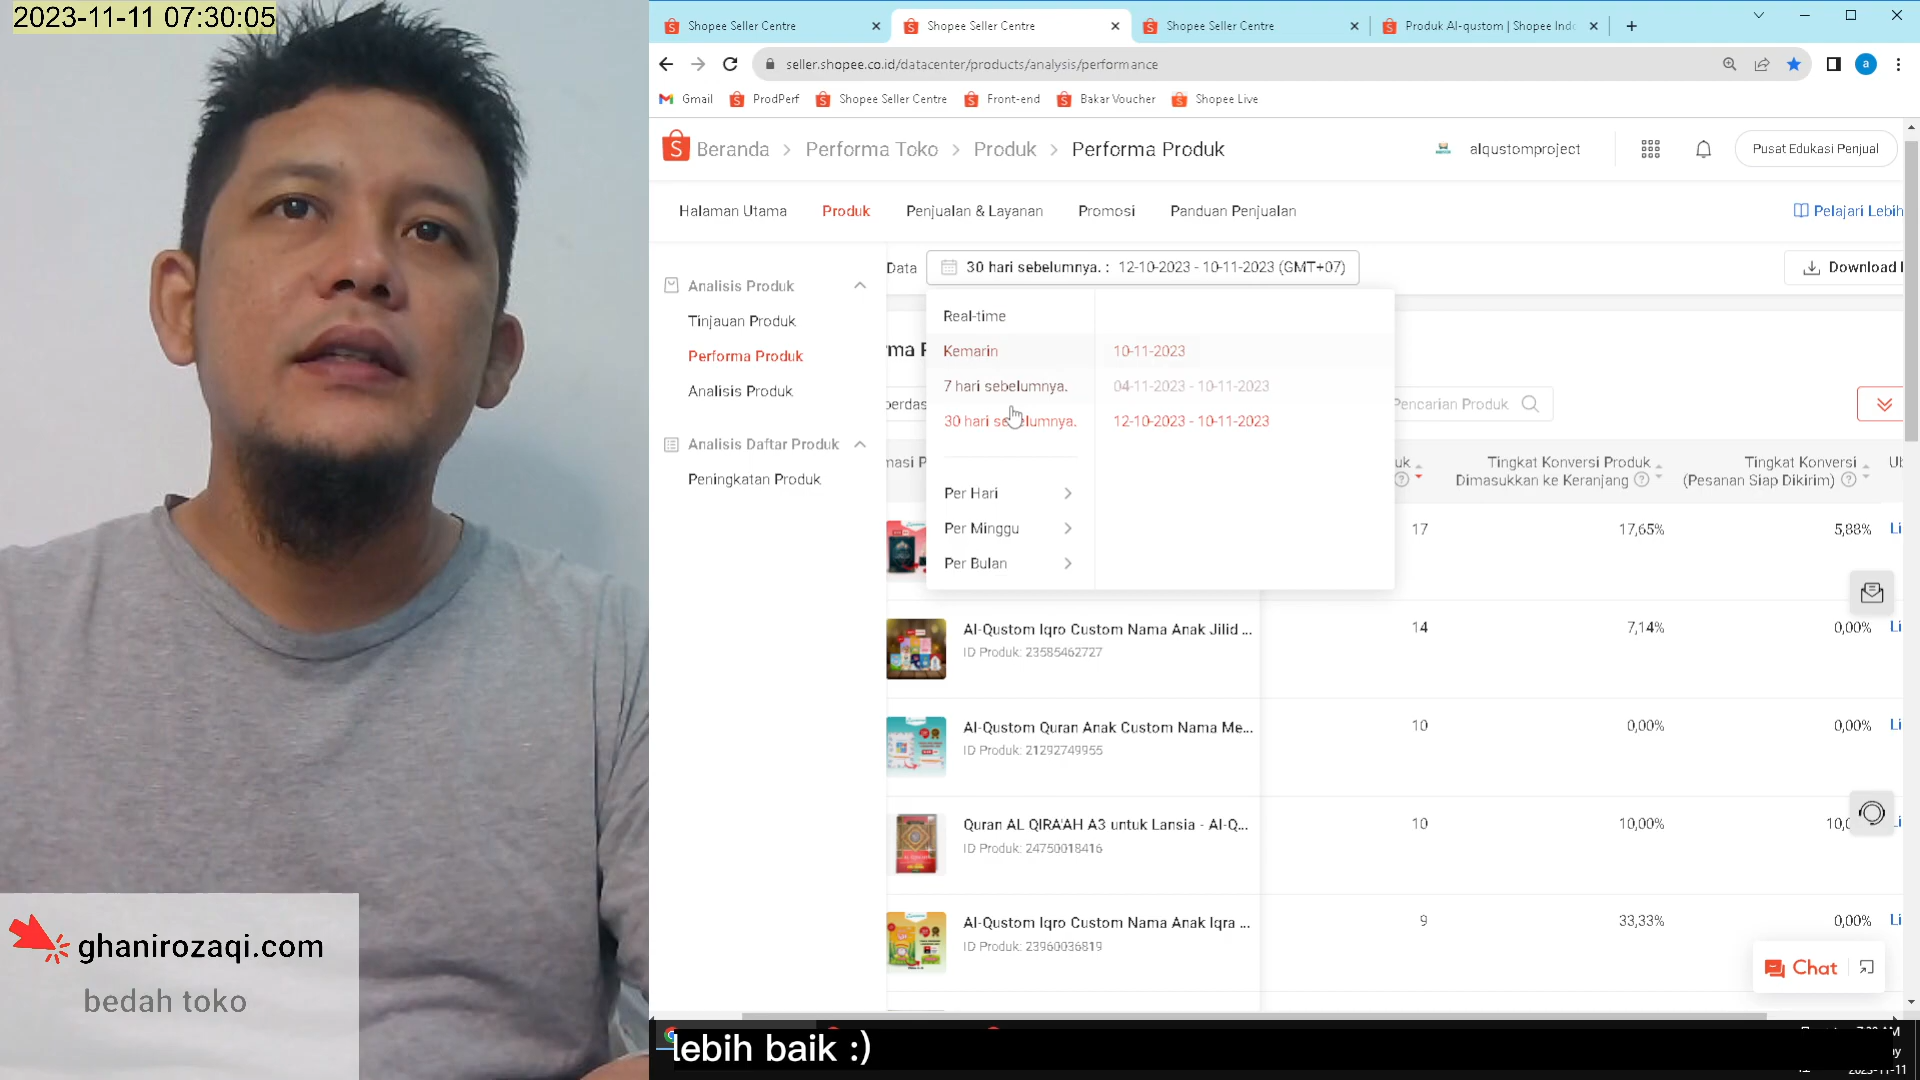 2023-11-11 07:30:05
Shopee Seller Centre
Shopee Seller Centre
Shopee Seller Centre
Produk Al-qustom | Shopee Indo
seller.shopee.co.id/datacenter/products/analysis/performance
a
Gmail
ProdPerf
Shopee Seller Centre
Front-end
Bakar Voucher
Shopee Live
Beranda > Performa Toko > Produk > Performa Produk
alqustomproject
Pusat Edukasi Penjual
Halaman Utama
Produk
Penjualan & Layanan
Promosi
Panduan Penjualan
Pelajari Lebih
Analisis Produk
Tinjauan Produk
Performa Produk
Analisis Produk
Analisis Daftar Produk
Peningkatan Produk
Data
30 hari sebelumnya. : 12-10-2023 - 10-11-2023 (GMT+07)
Download
Real-time
Kemarin 10-11-2023
7 hari sebelumnya. 04-11-2023 - 10-11-2023
30 hari sebelumnya. 12-10-2023 - 10-11-2023
Per Hari
Per Minggu
Per Bulan
Pencarian Produk
Tingkat Konversi Produk
Dimasukkan ke Keranjang
Tingkat Konversi
(Pesanan Siap Dikirim)
17 17,65% 5,88%
Al-Qustom Iqro Custom Nama Anak Jilid ...
ID Produk: 23585462727
14 7,14% 0,00%
Al-Qustom Quran Anak Custom Nama Me...
ID Produk: 21292749955
10 0,00% 0,00%
Quran AL QIRA'AH A3 untuk Lansia - Al-Q...
ID Produk: 24750018416
10 10,00%
Al-Qustom Iqro Custom Nama Anak Iqra ...
ID Produk: 23960036819
9 33,33% 0,00%
Chat
ghanirozaqi.com
bedah toko
lebih baik :)